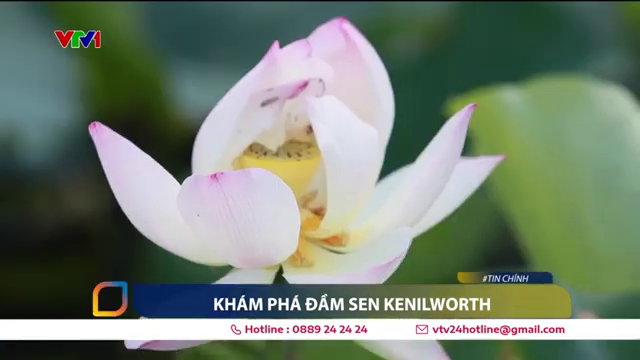 VTV1
#TIN CHÍNH
KHÁM PHÁ ĐẦM SEN KENILWORTH
Hotline : 0889 24 24 24
vtv24hotline@gmail.com